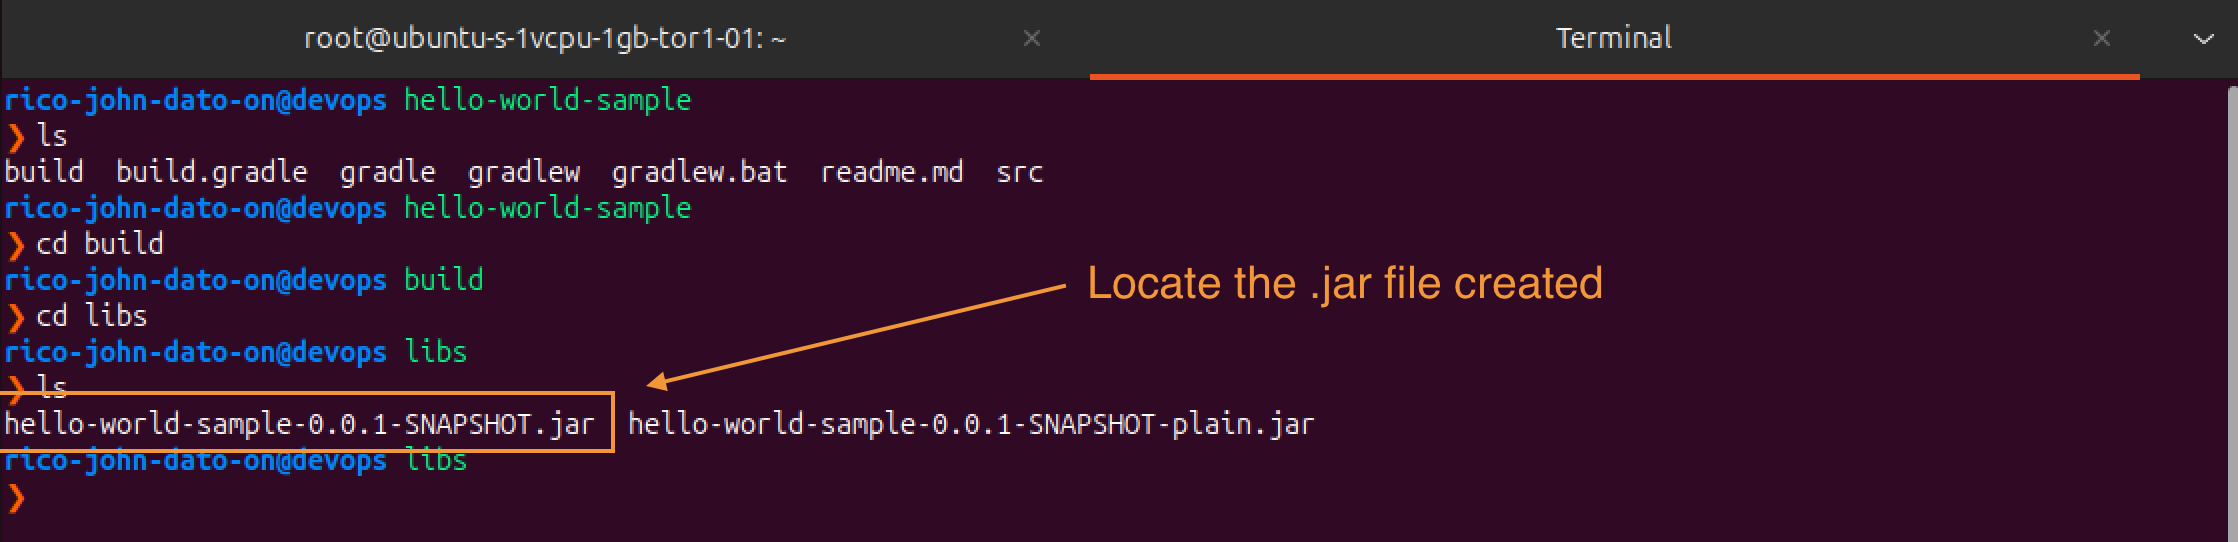 root@ubuntu-s-1vcpu-1gb-tor1-01: ~
Terminal
rico-john-dato-on@devops hello-world-sample
❯ ls
build build.gradle gradle gradlew gradlew.bat readme.md src
rico-john-dato-on@devops hello-world-sample
❯ cd build
rico-john-dato-on@devops build
❯ cd libs
rico-john-dato-on@devops libs
❯ ls
hello-world-sample-0.0.1-SNAPSHOT.jar hello-world-sample-0.0.1-SNAPSHOT-plain.jar
rico-john-dato-on@devops libs
❯
Locate the .jar file created